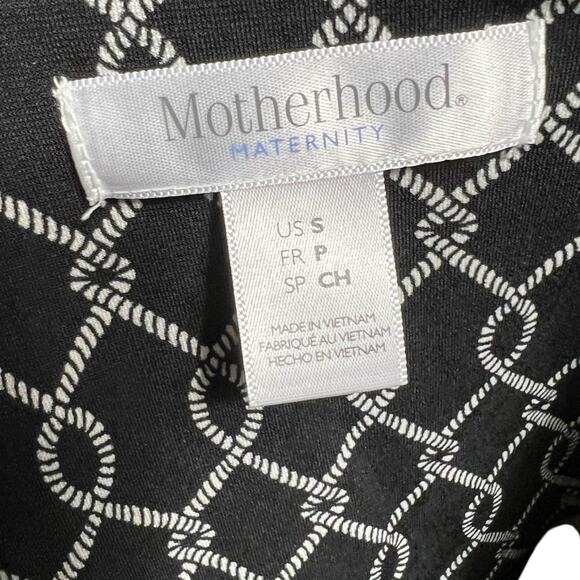 Motherhood®
MATERNITY
US S
FR P
SP CH
MADE IN VIETNAM
FABRIQUÉ AU VIETNAM
HECHO EN VIETNAM